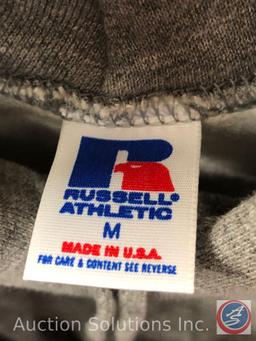 RUSSELL®
ATHLETIC
M
MADE IN U.S.A.
FOR CARE & CONTENT SEE REVERSE
Auction Solutions Inc.